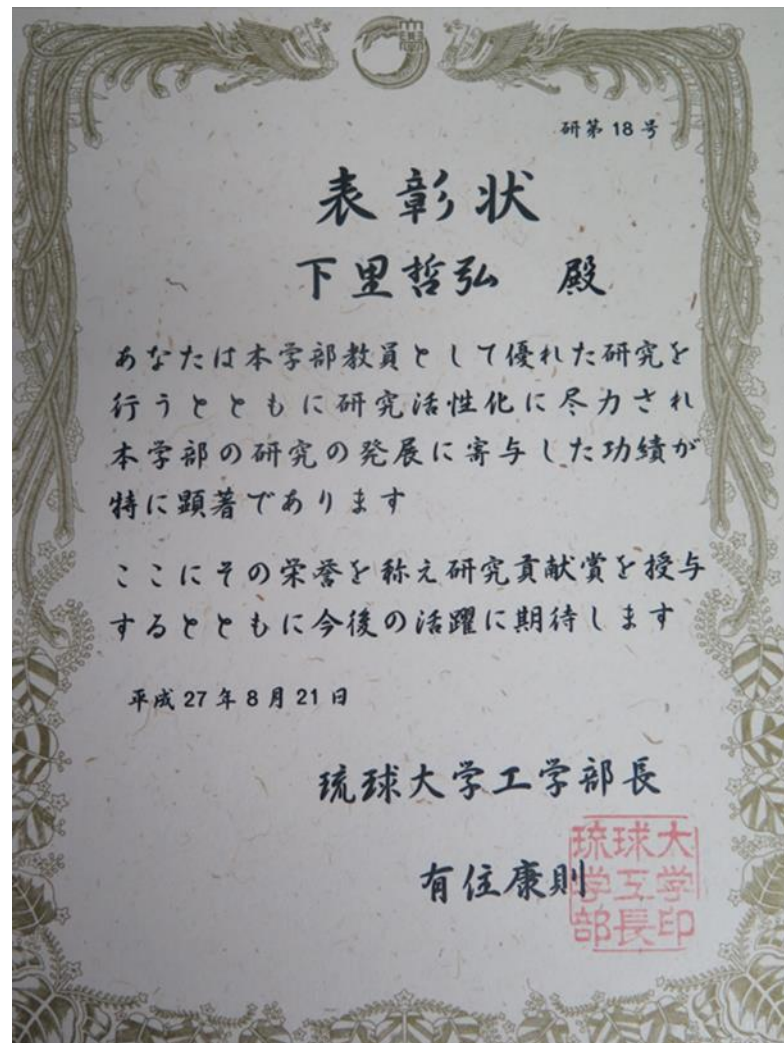 研第18号
表彰状
下里哲弘　殿
あなたは本学部教員として優れた研究を
行うとともに研究活性化に尽力され
本学部の研究の発展に寄与した功績が
特に顕著であります
ここにその栄誉を称え研究貢献賞を授与
するとともに今後の活躍に期待します
平成27年8月21日
琉球大学工学部長
有住康則
琉球大
学工学
部長印